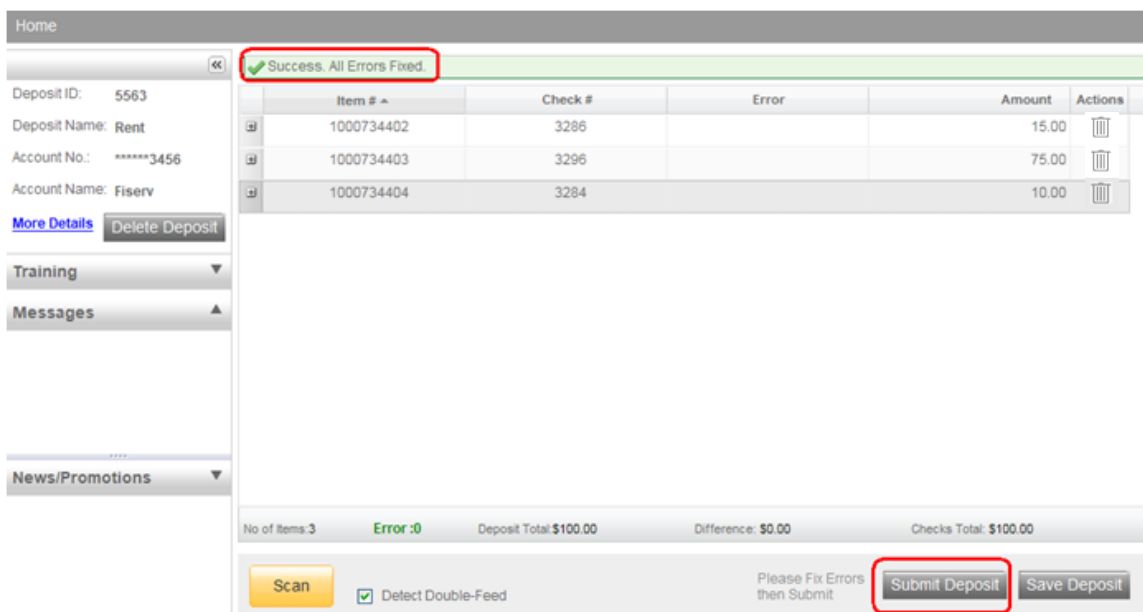 Home
Success. All Errors Fixed.
Deposit ID: 5563
Deposit Name: Rent
Account No.: ******3456
Account Name: Fiserv
More Details Delete Deposit
Training
Messages
News/Promotions
Item # Check # Error Amount Actions
1000734402 3286 15.00
1000734403 3296 75.00
1000734404 3284 10.00
No of Items:3 Error :0 Deposit Total:$100.00 Difference: $0.00 Checks Total: $100.00
Scan Detect Double-Feed Please Fix Errors
then Submit Submit Deposit Save Deposit